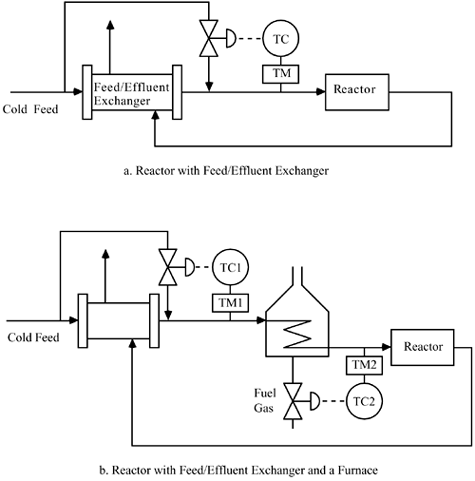 TC
TM
Feed/Effluent
Exchanger
Reactor
Cold Feed
a. Reactor with Feed/Effluent Exchanger
TC1
TM1
Cold Feed
Reactor
TM2
Fuel
Gas
TC2
b. Reactor with Feed/Effluent Exchanger and a Furnace